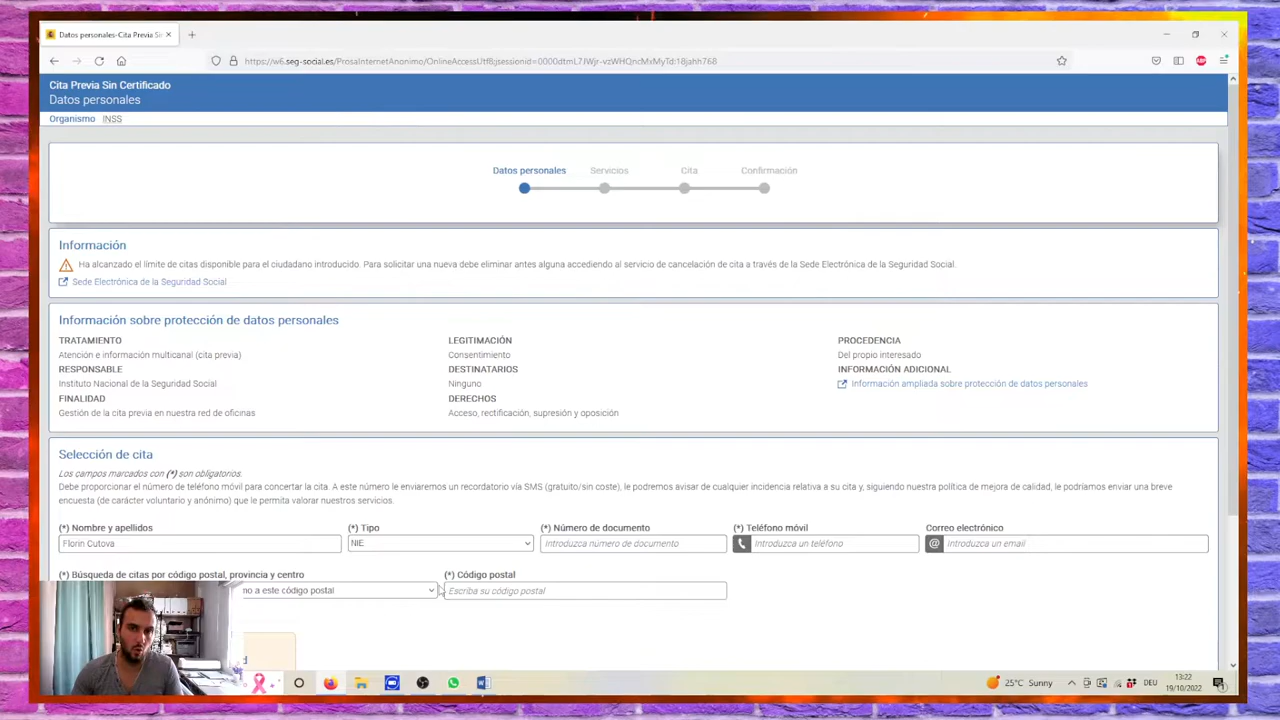 Datos personales-Cita Previa Sin
https://w6.seg-social.es/ProsaInternetAnonimo/OnlineAccessUtf8;jsessionid=0000dtmL7JWjr-vzWHQncMxMyTd:18jahh768
Cita Previa Sin Certificado
Datos personales
Organismo INSS
Datos personales Servicios Cita Confirmación
Información
Ha alcanzado el límite de citas disponible para el ciudadano introducido. Para solicitar una nueva debe eliminar antes alguna accediendo al servicio de cancelación de cita a través de la Sede Electrónica de la Seguridad Social.
Sede Electrónica de la Seguridad Social
Información sobre protección de datos personales
TRATAMIENTO LEGITIMACIÓN PROCEDENCIA
Atención e información multicanal (cita previa) Consentimiento Del propio interesado
RESPONSABLE DESTINATARIOS INFORMACIÓN ADICIONAL
Instituto Nacional de la Seguridad Social Ninguno Información ampliada sobre protección de datos personales
FINALIDAD DERECHOS
Gestión de la cita previa en nuestra red de oficinas Acceso, rectificación, supresión y oposición
Selección de cita
Los campos marcados con (*) son obligatorios.
Debe proporcionar el número de teléfono móvil para concertar la cita. A este número le enviaremos un recordatorio vía SMS (gratuito/sin coste), le podremos avisar de cualquier incidencia relativa a su cita y, siguiendo nuestra política de mejora de calidad, le podríamos enviar una breve
encuesta (de carácter voluntario y anónimo) que le permita valorar nuestros servicios.
(*) Nombre y apellidos (*) Tipo (*) Número de documento (*) Teléfono móvil Correo electrónico
Florin Cutova NIE Introduzca número de documento Introduzca un teléfono @ Introduzca un email
(*) Búsqueda de citas por código postal, provincia y centro (*) Código postal
a este código postal Escriba su código postal
25°C Sunny DEU 13:22
19/10/2022